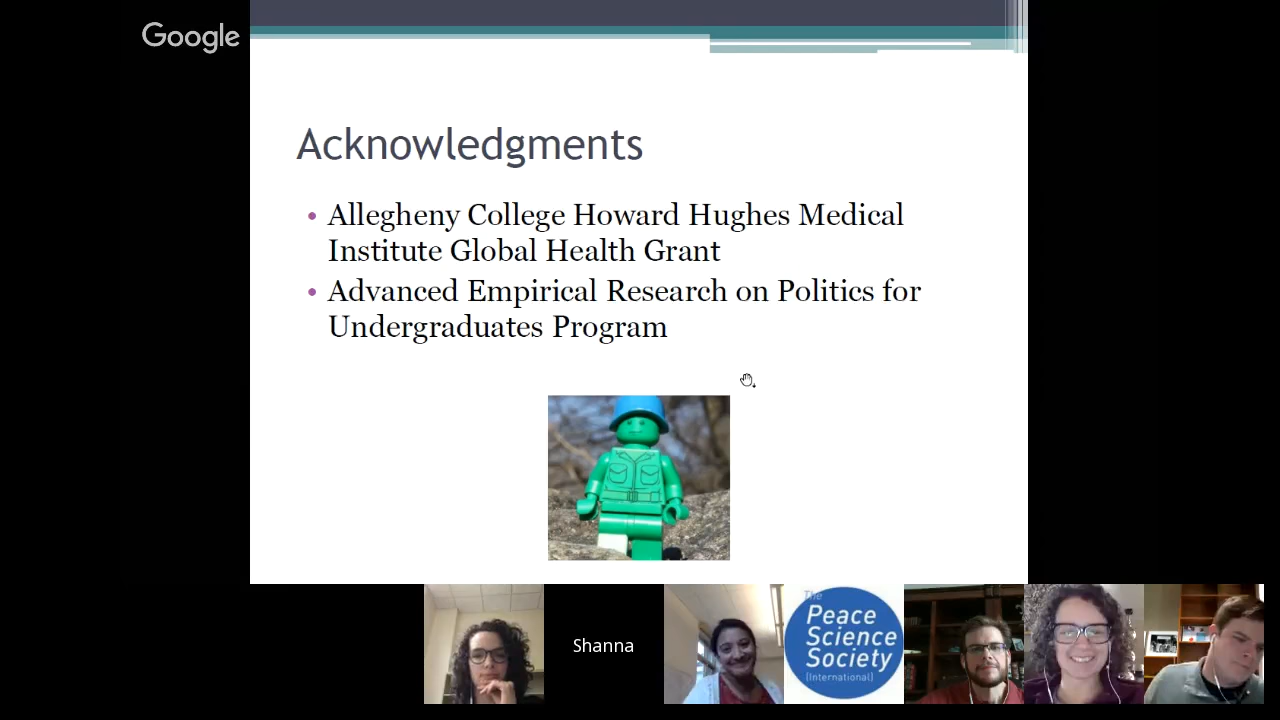 Google
Acknowledgments
• Allegheny College Howard Hughes Medical
Institute Global Health Grant
• Advanced Empirical Research on Politics for
Undergraduates Program
Shanna
The
Peace
Science
Society
(International)